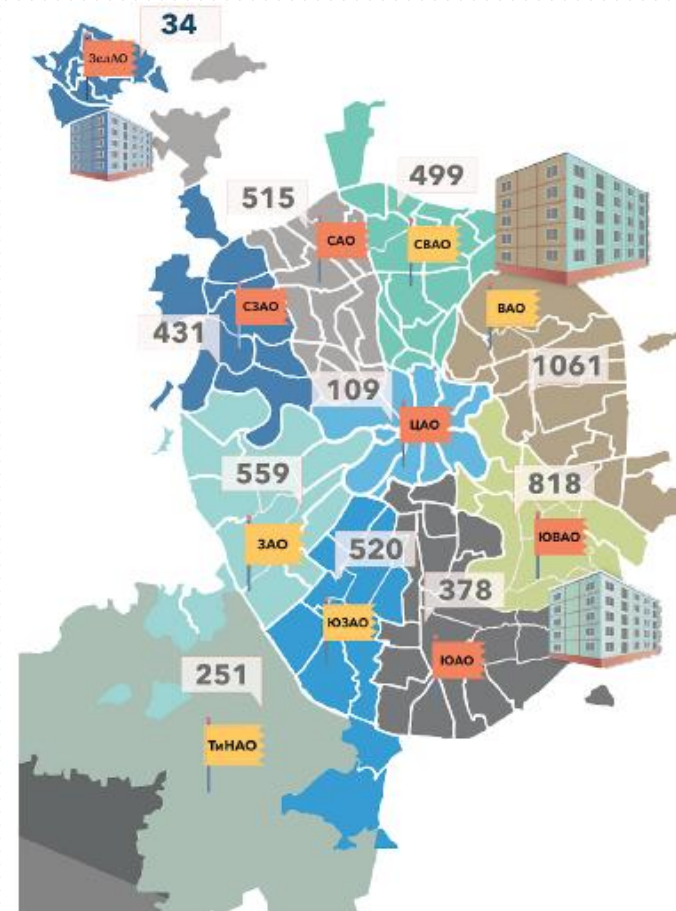 34
ЗелАО
515
499
САО
СВАО
СЗАО
ВАО
431
1061
109
ЦАО
559
818
ЗАО
520
ЮВАО
378
ЮЗАО
ЮАО
251
ТиНАО